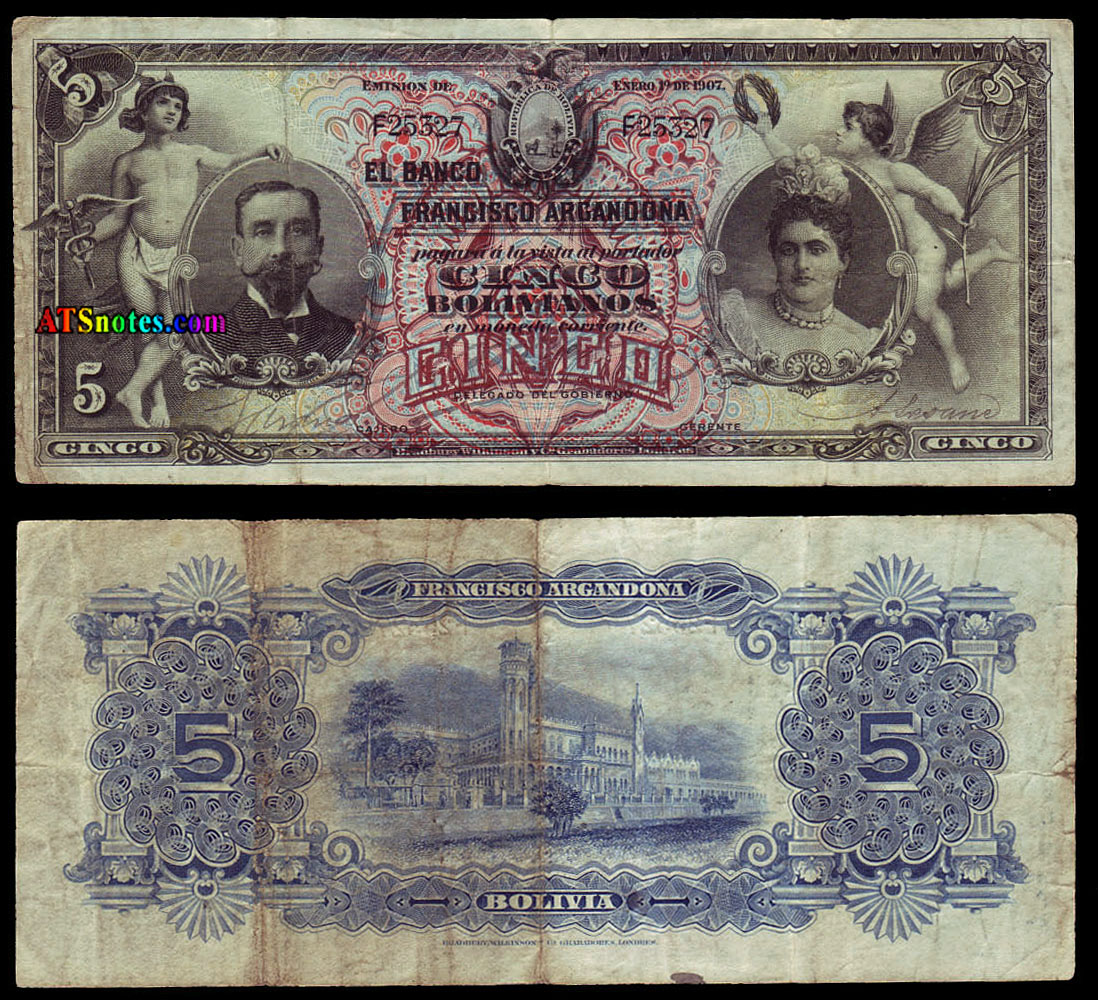 5
5
EMISION DE
ENERO 1º DE 1907.
F25327
F25327
REPUBLICA DE BOLIVIA
EL BANCO
FRANCISCO ARGANDOÑA
pagará á la vista al portador
CINCO
BOLIVIANOS
en moneda corriente.
CINCO
ATSnotes.com
5
DELEGADO DEL GOBIERNO
CAJERO
GERENTE
CINCO
CINCO
Bradbury Wilkinson y Cª Grabadores Londres
FRANCISCO ARGANDOÑA
5
5
BOLIVIA
BRADBURY, WILKINSON Y Cª GRABADORES, LONDRES.